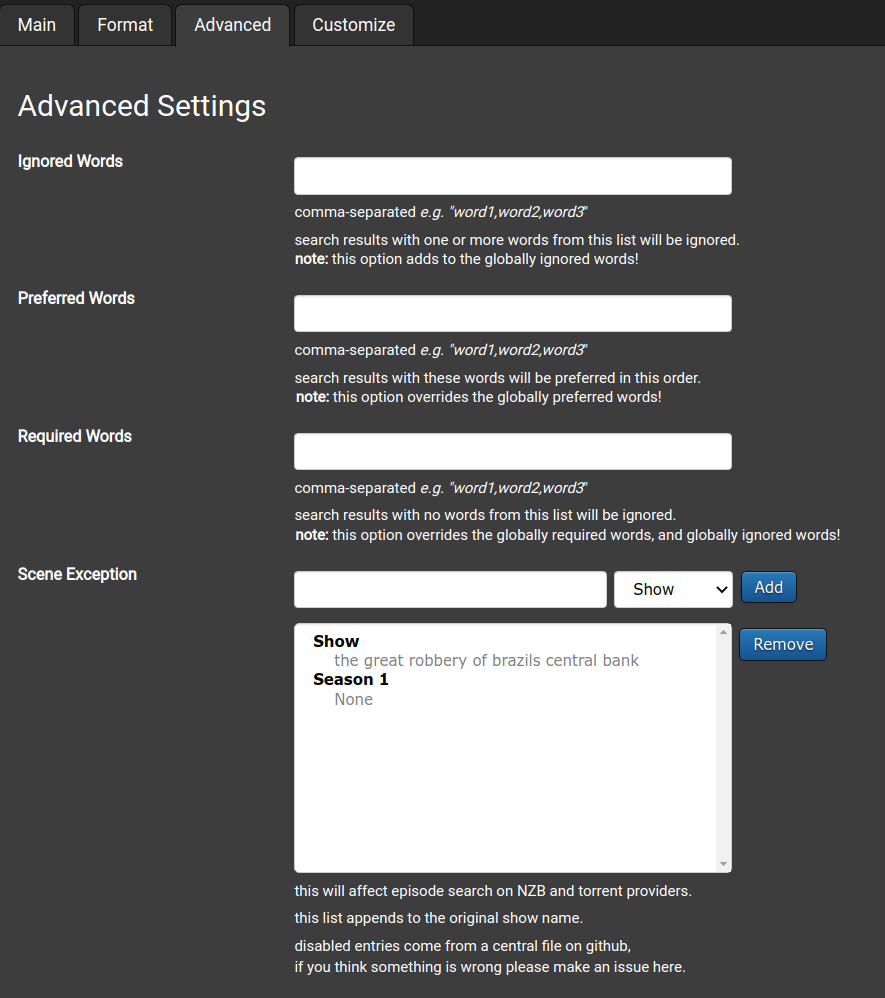 Main Format Advanced Customize
Advanced Settings
Ignored Words
comma-separated e.g. "word1,word2,word3"
search results with one or more words from this list will be ignored.
note: this option adds to the globally ignored words!
Preferred Words
comma-separated e.g. "word1,word2,word3"
search results with these words will be preferred in this order.
note: this option overrides the globally preferred words!
Required Words
comma-separated e.g. "word1,word2,word3"
search results with no words from this list will be ignored.
note: this option overrides the globally required words, and globally ignored words!
Scene Exception
Show Add
Show
the great robbery of brazils central bank
Season 1
None
Remove
this will affect episode search on NZB and torrent providers.
this list appends to the original show name.
disabled entries come from a central file on github,
if you think something is wrong please make an issue here.